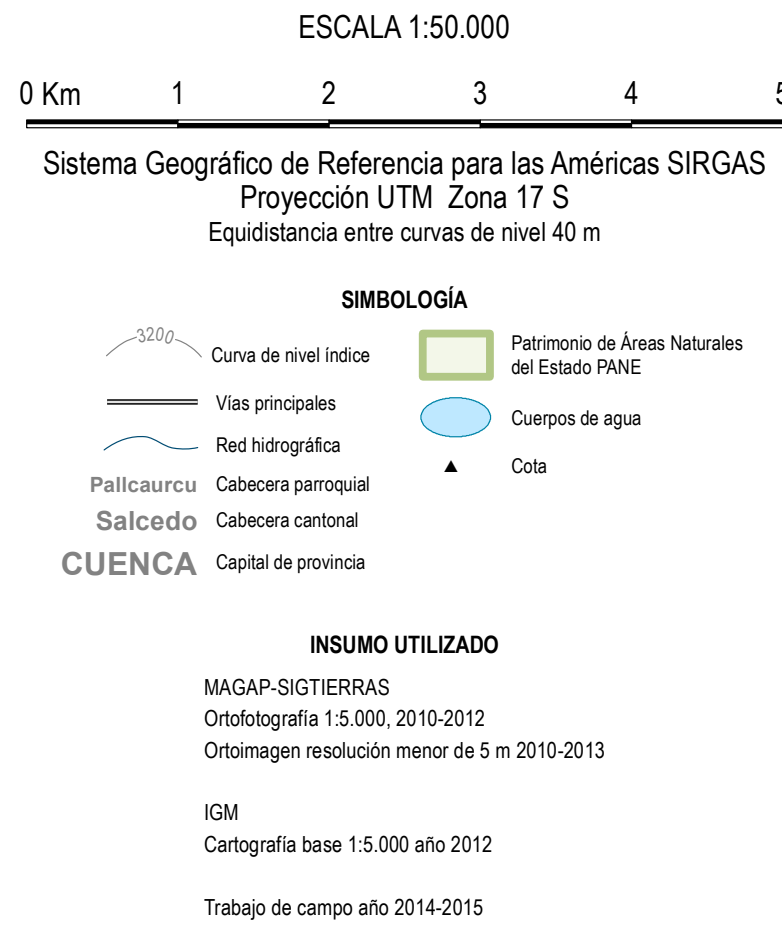 ESCALA 1:50.000
0 Km 1 2 3 4 5
Sistema Geográfico de Referencia para las Américas SIRGAS
Proyección UTM Zona 17 S
Equidistancia entre curvas de nivel 40 m
SIMBOLOGÍA
3200 Curva de nivel índice
Vías principales
Red hidrográfica
Pallcaurcu Cabecera parroquial
Salcedo Cabecera cantonal
CUENCA Capital de provincia
Patrimonio de Áreas Naturales
del Estado PANE
Cuerpos de agua
Cota
INSUMO UTILIZADO
MAGAP-SIGTIERRAS
Ortofotografía 1:5.000, 2010-2012
Ortoimagen resolución menor de 5 m 2010-2013
IGM
Cartografía base 1:5.000 año 2012
Trabajo de campo año 2014-2015